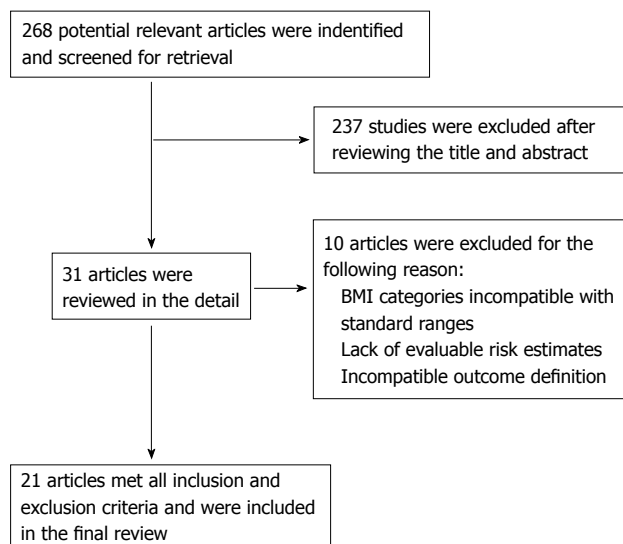 268 potential relevant articles were indentified
and screened for retrieval
237 studies were excluded after
reviewing the title and abstract
31 articles were
reviewed in the detail
10 articles were excluded for the
following reason:
BMI categories incompatible with
standard ranges
Lack of evaluable risk estimates
Incompatible outcome definition
21 articles met all inclusion and
exclusion criteria and were included
in the final review